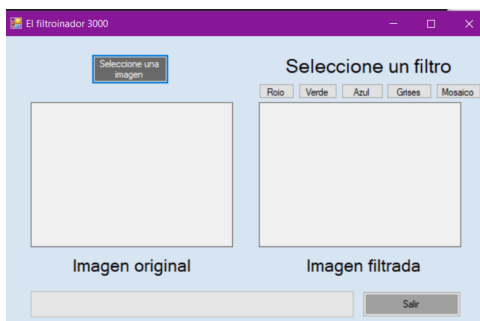 El filtroinador 3000
Seleccione una
imagen
Seleccione un filtro
Rojo Verde Azul Grises Mosaico
Imagen original
Imagen filtrada
Salir